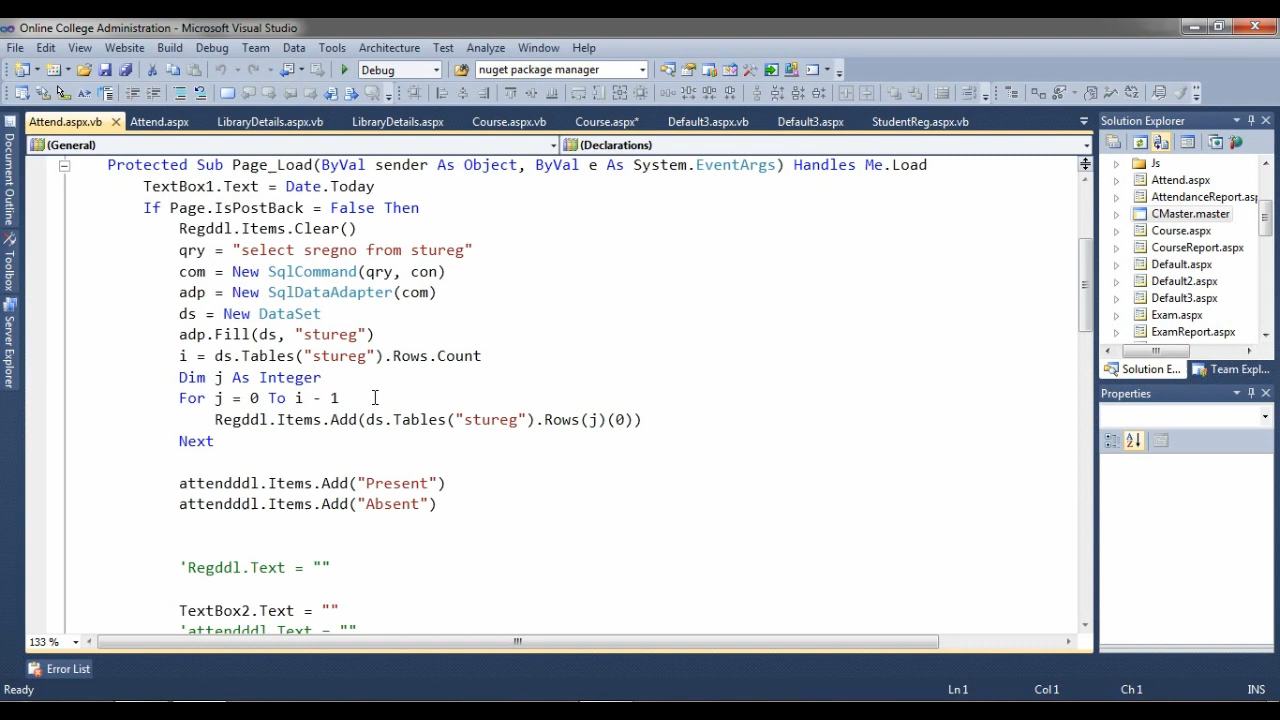 Online College Administration - Microsoft Visual Studio
File Edit View Website Build Debug Team Data Tools Architecture Test Analyze Window Help
Debug nuget package manager
Attend.aspx.vb Attend.aspx LibraryDetails.aspx.vb LibraryDetails.aspx Course.aspx.vb Course.aspx* Default3.aspx.vb Default3.aspx StudentReg.aspx.vb
(General) (Declarations)
Protected Sub Page_Load(ByVal sender As Object, ByVal e As System.EventArgs) Handles Me.Load
TextBox1.Text = Date.Today
If Page.IsPostBack = False Then
Regddl.Items.Clear()
qry = "select sregno from stureg"
com = New SqlCommand(qry, con)
adp = New SqlDataAdapter(com)
ds = New DataSet
adp.Fill(ds, "stureg")
i = ds.Tables("stureg").Rows.Count
Dim j As Integer
For j = 0 To i - 1
Regddl.Items.Add(ds.Tables("stureg").Rows(j)(0))
Next
attendddl.Items.Add("Present")
attendddl.Items.Add("Absent")
'Regddl.Text = ""
TextBox2.Text = ""
'attendddl.Text = ""
133 %
Document Outline
Toolbox
Server Explorer
Solution Explorer
Js
Attend.aspx
AttendanceReport.asp
CMaster.master
Course.aspx
CourseReport.aspx
Default.aspx
Default2.aspx
Default3.aspx
Exam.aspx
ExamReport.aspx
Solution E... Team Expl...
Properties
Error List
Ready Ln 1 Col 1 Ch 1 INS